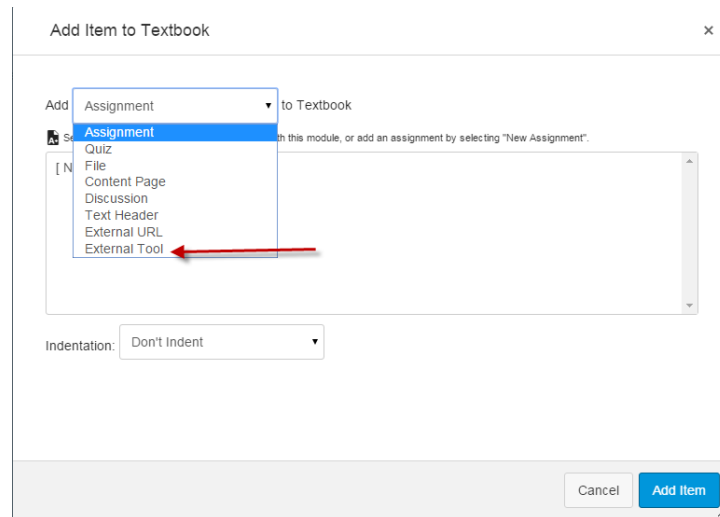 Add Item to Textbook ×
Add Assignment to Textbook
Assignment
th this module, or add an assignment by selecting "New Assignment".
Quiz
File
[ N
Content Page
Discussion
Text Header
External URL
External Tool
Indentation: Don't Indent
Cancel Add Item